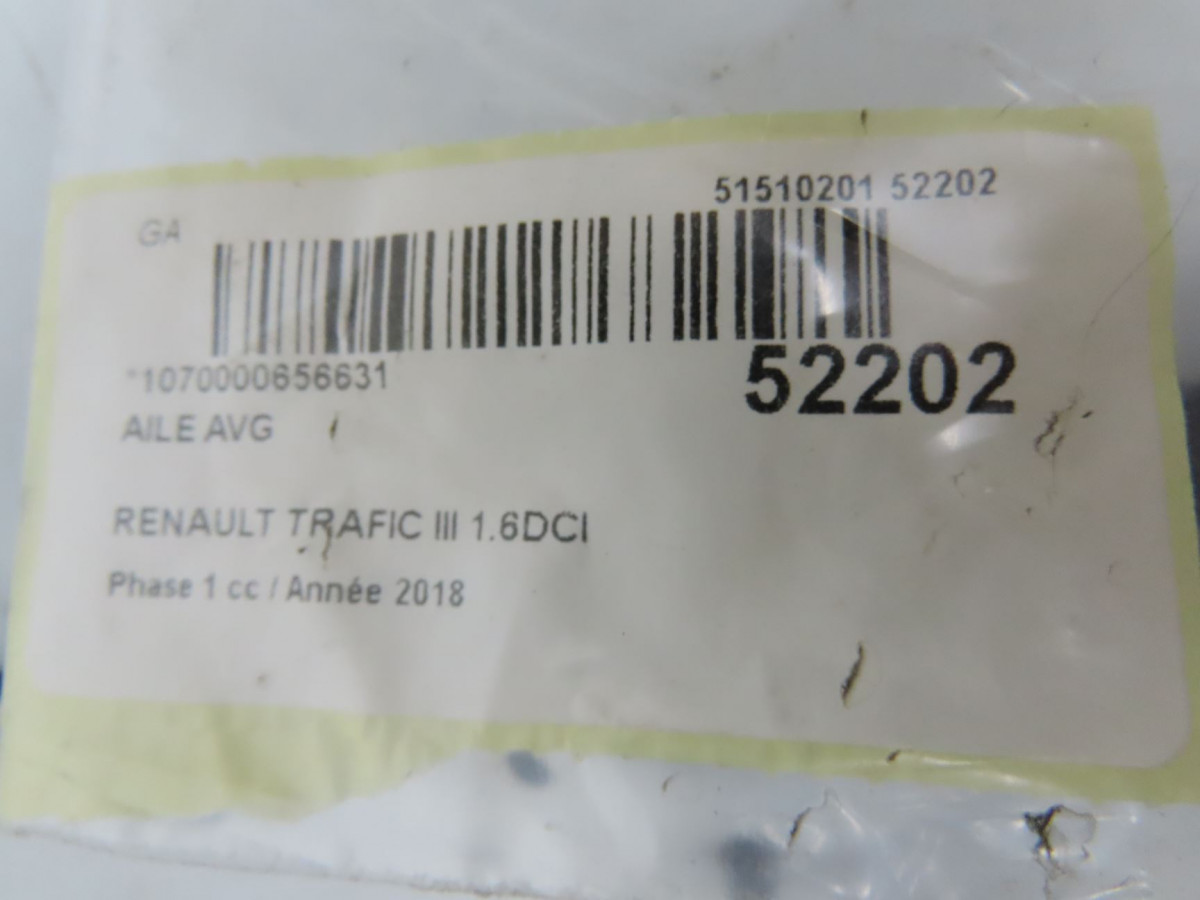 51510201 52202
GA
52202
*1070000656631
AILE AVG
RENAULT TRAFIC III 1.6DCI
Phase 1 cc / Année 2018